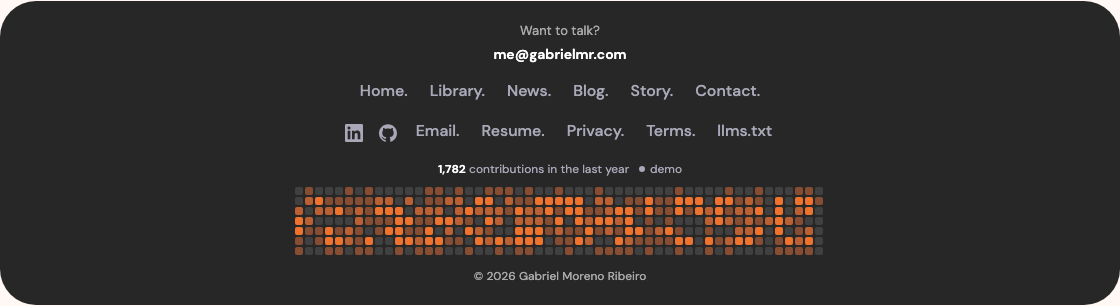 Want to talk?
me@gabrielmr.com
Home. Library. News. Blog. Story. Contact.
in Email. Resume. Privacy. Terms. llms.txt
1,782 contributions in the last year demo
© 2026 Gabriel Moreno Ribeiro